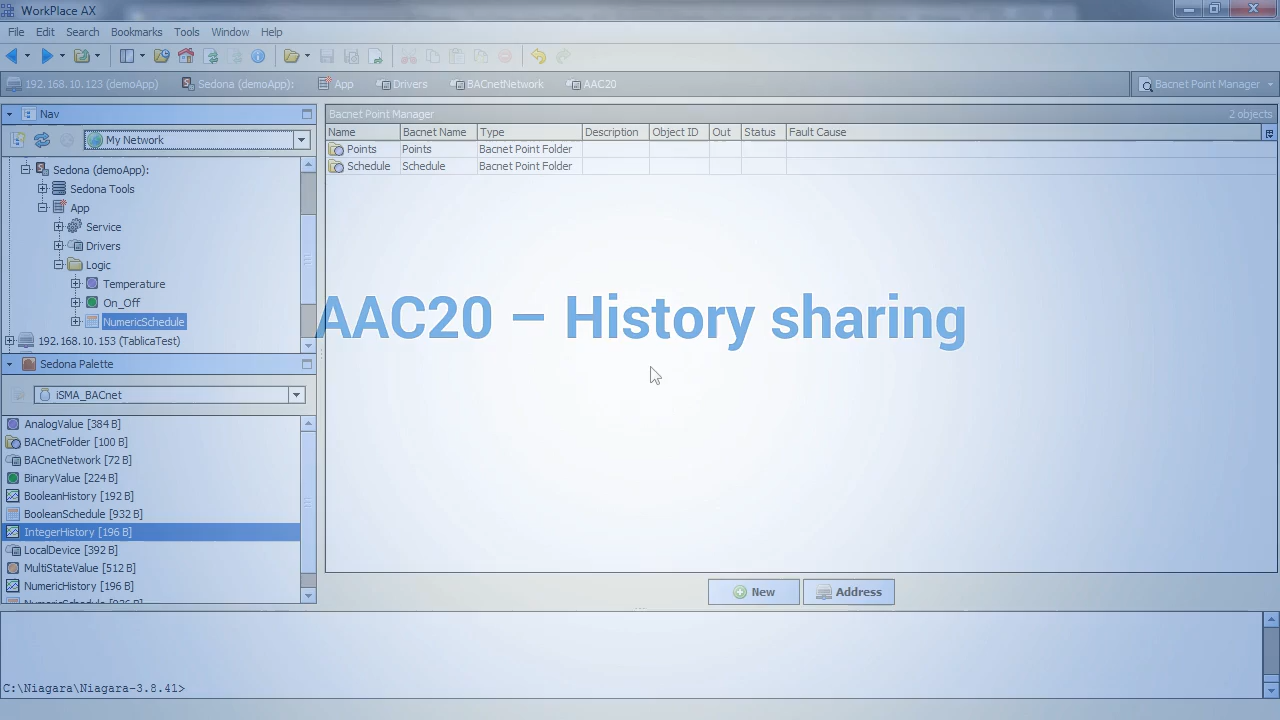 WorkPlace AX
File Edit Search Bookmarks Tools Window Help
192.168.10.123 (demoApp) Sedona (demoApp): App Drivers BACnetNetwork AAC20 Bacnet Point Manager
Nav
My Network
Sedona (demoApp):
Sedona Tools
App
Service
Drivers
Logic
Temperature
On_Off
NumericSchedule
192.168.10.153 (TablicaTest)
Sedona Palette
iSMA_BACnet
AnalogValue [384 B]
BACnetFolder [100 B]
BACnetNetwork [72 B]
BinaryValue [224 B]
BooleanHistory [192 B]
BooleanSchedule [932 B]
IntegerHistory [196 B]
LocalDevice [392 B]
MultiStateValue [512 B]
NumericHistory [196 B]
Bacnet Point Manager 2 objects
Name Bacnet Name Type Description Object ID Out Status Fault Cause
Points Points Bacnet Point Folder
Schedule Schedule Bacnet Point Folder
AAC20 – History sharing
New Address
C:\Niagara\Niagara-3.8.41>